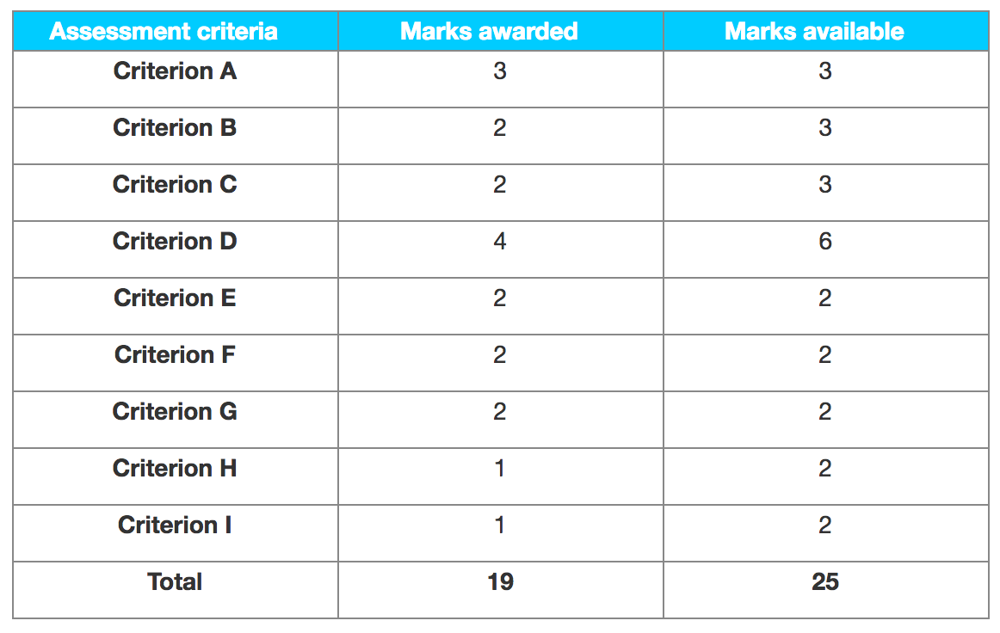 Assessment criteria Marks awarded Marks available
Criterion A 3 3
Criterion B 2 3
Criterion C 2 3
Criterion D 4 6
Criterion E 2 2
Criterion F 2 2
Criterion G 2 2
Criterion H 1 2
Criterion I 1 2
Total 19 25